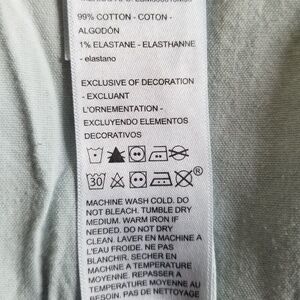 99% COTTON - COTON -
ALGODÓN
1% ELASTANE - ELASTHANNE
- elastano
EXCLUSIVE OF DECORATION
- EXCLUANT
L'ORNEMENTATION -
EXCLUYENDO ELEMENTOS
DECORATIVOS
30
®
MACHINE WASH COLD. DO
NOT BLEACH. TUMBLE DRY
MEDIUM. WARM IRON IF
NEEDED. DO NOT DRY
CLEAN. LAVER EN MACHINE A
L'EAU FROIDE. NE PAS
BLANCHIR. SECHER EN
MACHINE A TEMPERATURE
MOYENNE. REPASSER A
TEMPERATURE MOYENNE AU
BESOIN. PAS DE NETTOYAGE